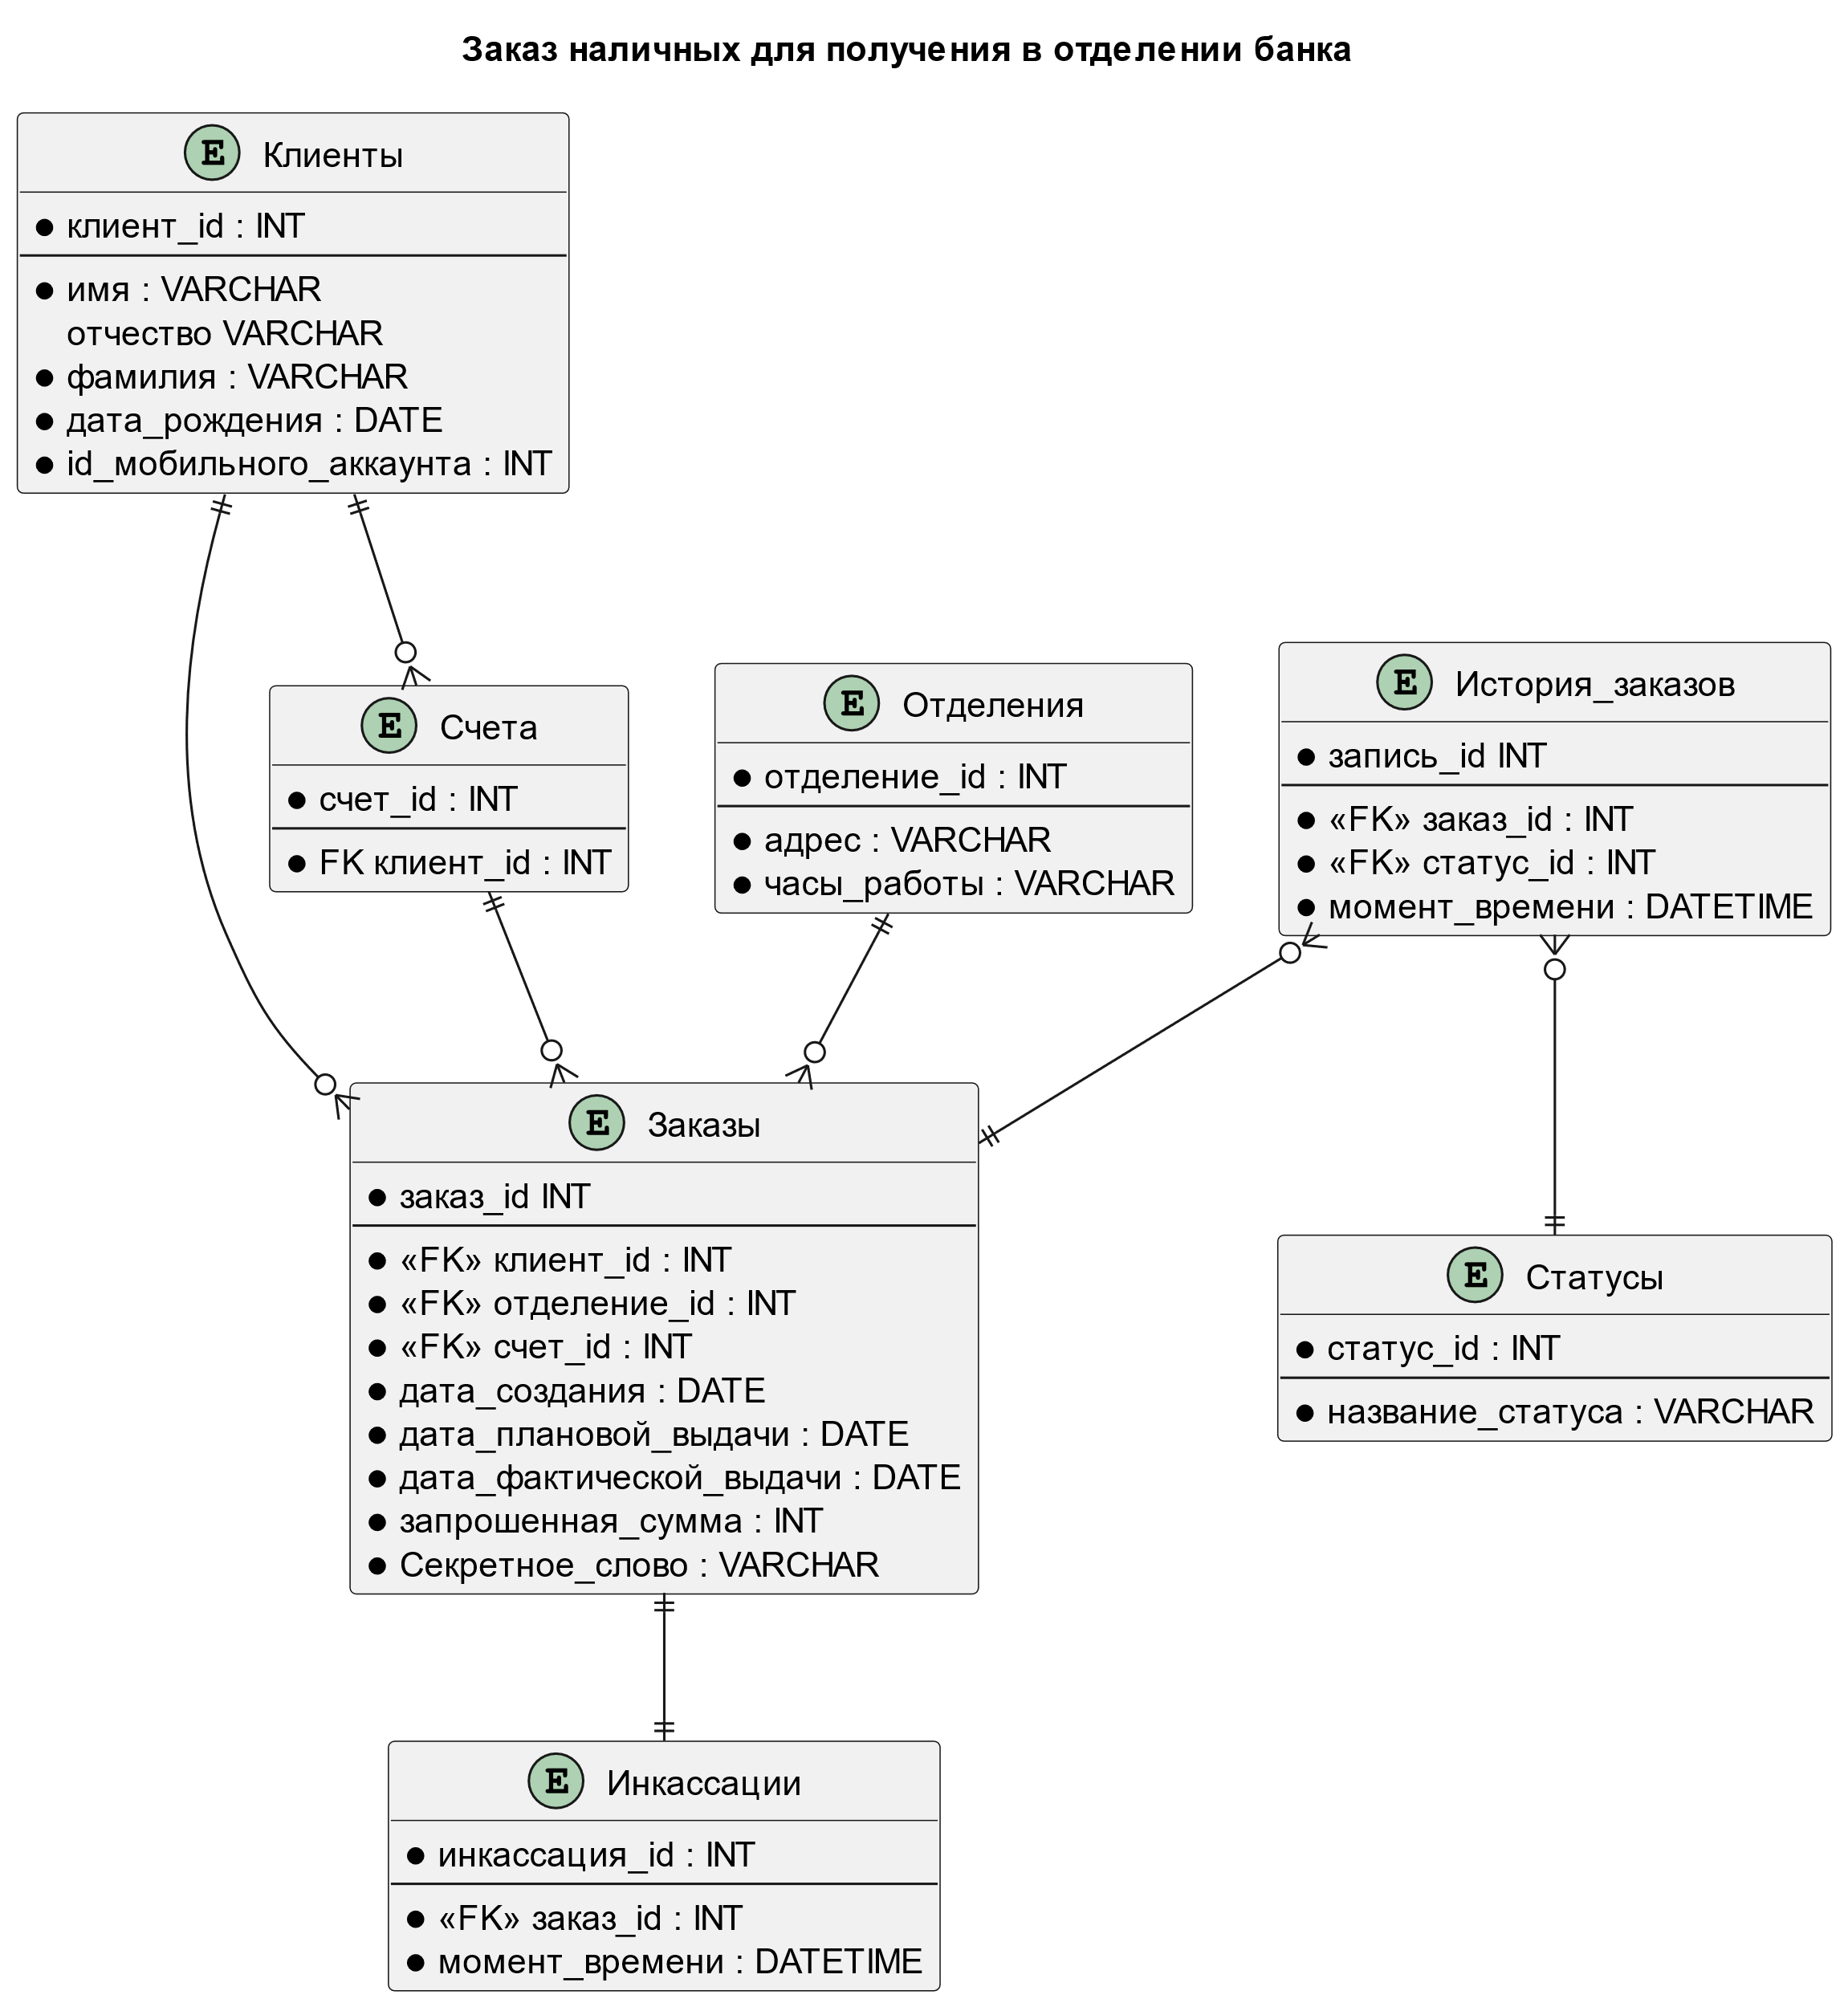 Заказ наличных для получения в отделении банка
E Клиенты
клиент_id : INT
имя : VARCHAR
отчество VARCHAR
фамилия : VARCHAR
дата_рождения : DATE
id_мобильного_аккаунта : INT
E Счета
счет_id : INT
FK клиент_id : INT
E Отделения
отделение_id : INT
адрес : VARCHAR
часы_работы : VARCHAR
E История_заказов
запись_id INT
«FK» заказ_id : INT
«FK» статус_id : INT
момент_времени : DATETIME
E Заказы
заказ_id INT
«FK» клиент_id : INT
«FK» отделение_id : INT
«FK» счет_id : INT
дата_создания : DATE
дата_плановой_выдачи : DATE
дата_фактической_выдачи : DATE
запрошенная_сумма : INT
Секретное_слово : VARCHAR
E Статусы
статус_id : INT
название_статуса : VARCHAR
E Инкассации
инкассация_id : INT
«FK» заказ_id : INT
момент_времени : DATETIME